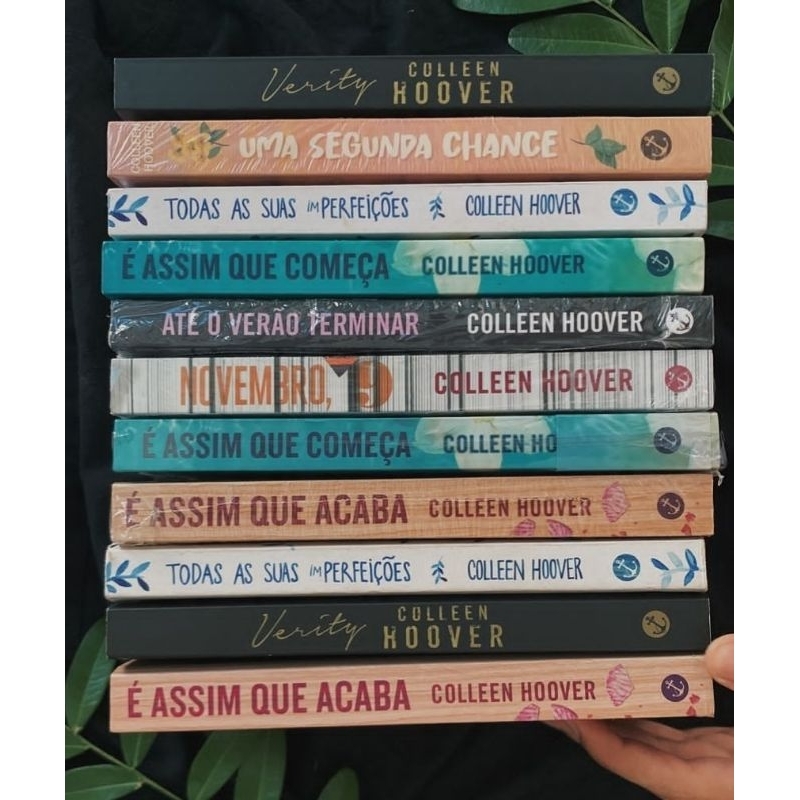 Verity COLLEEN HOOVER
COLLEEN HOOVER UMA SEGUNDA CHANCE
TODAS AS SUAS imPERFEIÇÕES COLLEEN HOOVER
É ASSIM QUE COMEÇA COLLEEN HOOVER
ATÉ O VERÃO TERMINAR COLLEEN HOOVER
NOVEMBRO, 9 COLLEEN HOOVER
É ASSIM QUE COMEÇA COLLEEN HO
É ASSIM QUE ACABA COLLEEN HOOVER
TODAS AS SUAS imPERFEIÇÕES COLLEEN HOOVER
Verity COLLEEN HOOVER
É ASSIM QUE ACABA COLLEEN HOOVER